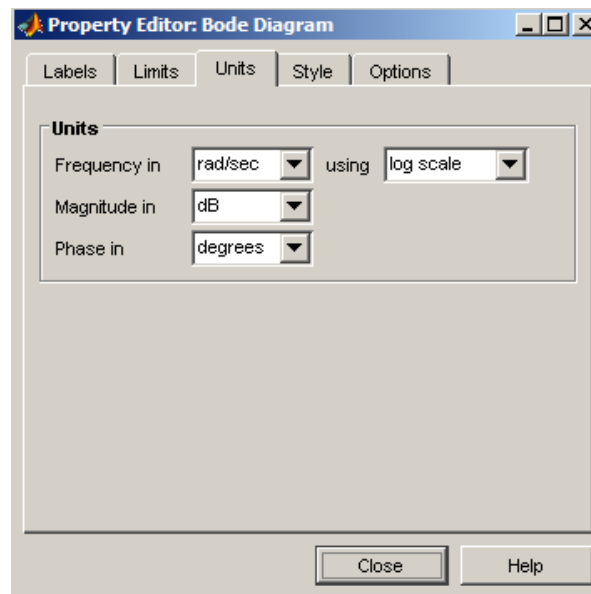 Property Editor: Bode Diagram
Labels Limits Units Style Options
Units
Frequency in rad/sec using log scale
Magnitude in dB
Phase in degrees
Close Help